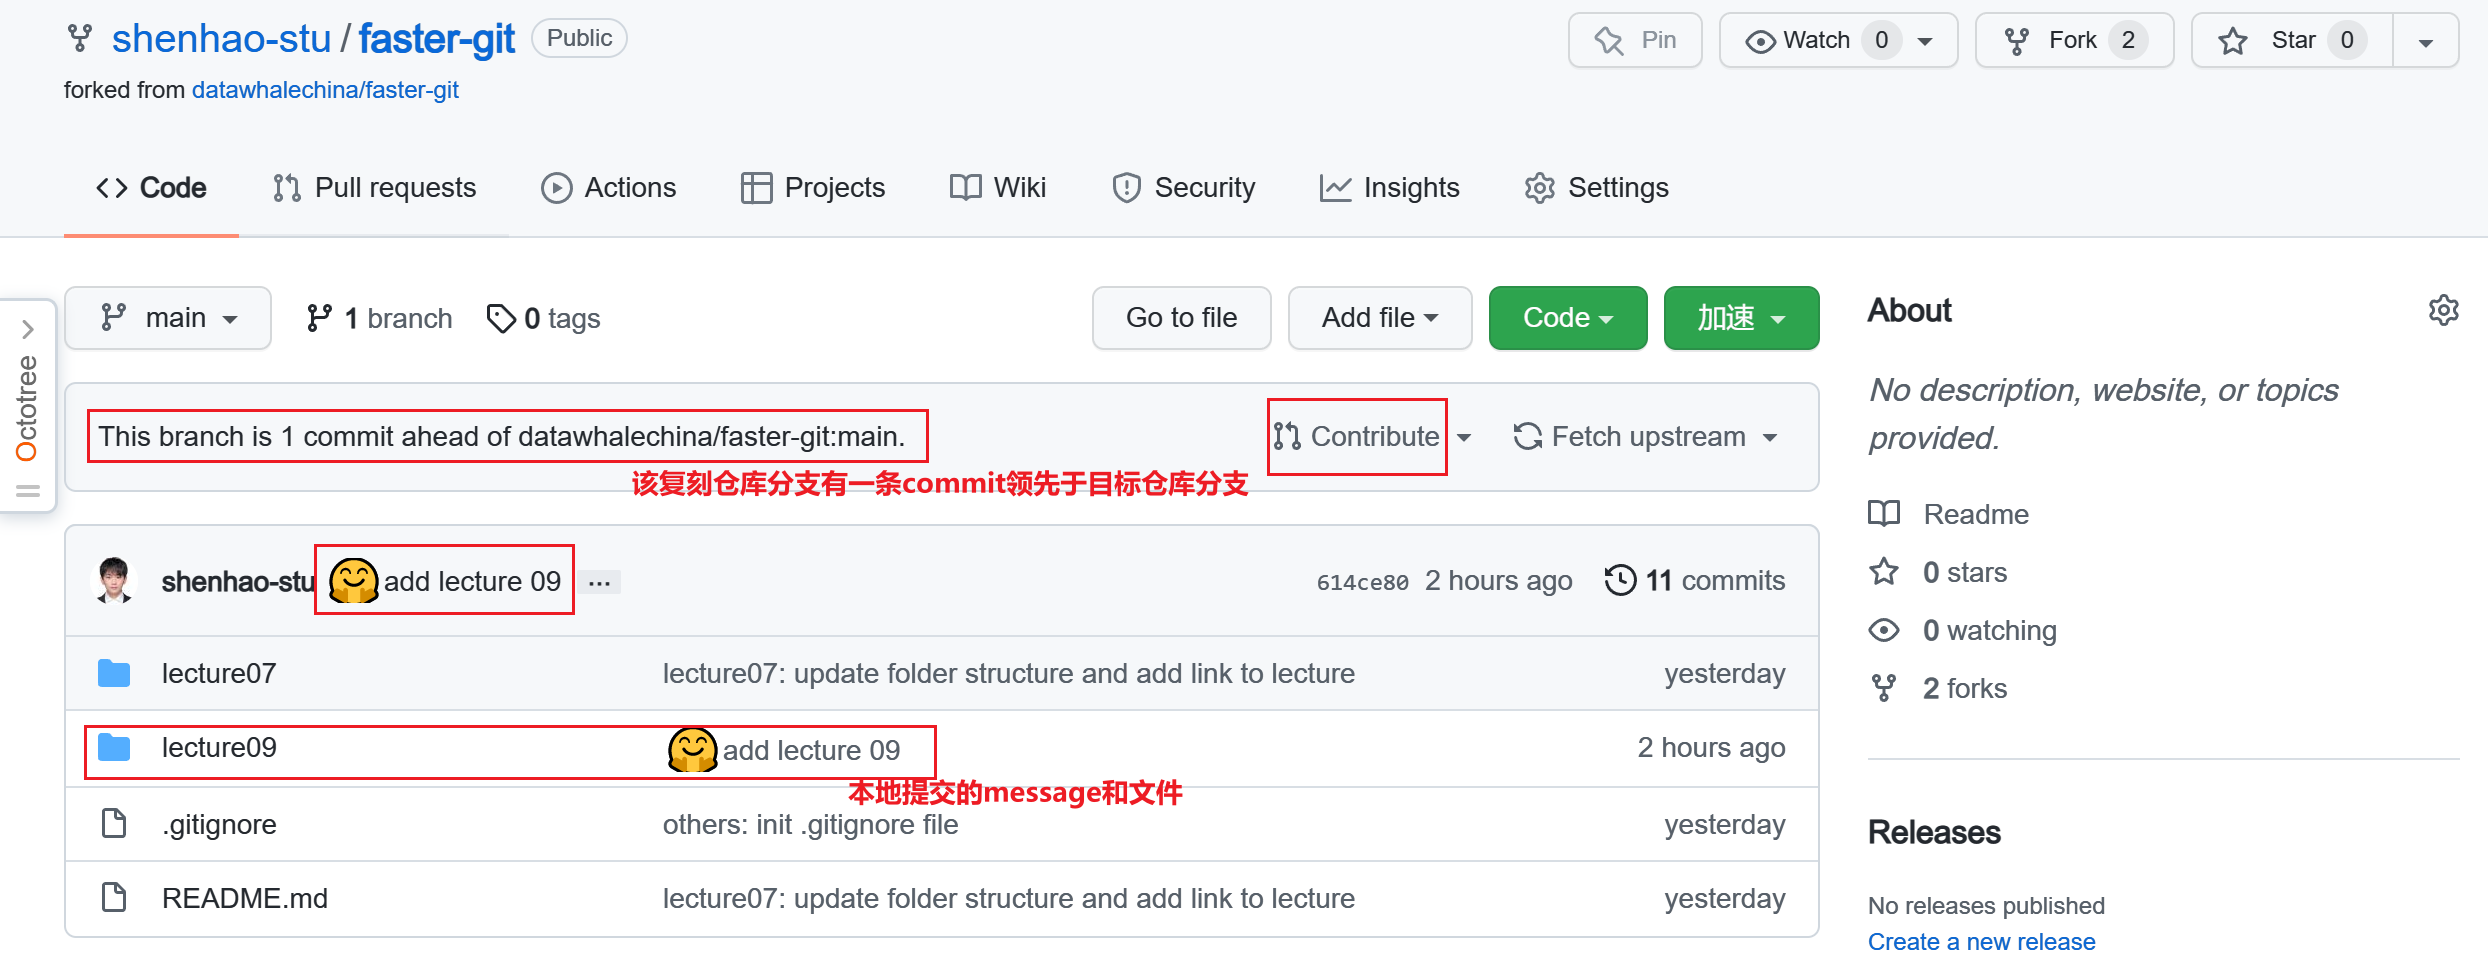 shenhao-stu / faster-git Public
Pin
Watch 0
Fork 2
Star 0
forked from datawhalechina/faster-git
Code
Pull requests
Actions
Projects
Wiki
Security
Insights
Settings
Octotree
main
1 branch
0 tags
Go to file
Add file
Code
加速
This branch is 1 commit ahead of datawhalechina/faster-git:main.
Contribute
Fetch upstream
该复刻仓库分支有一条commit领先于目标仓库分支
shenhao-stu 🤗 add lecture 09 ...
614ce80 2 hours ago
11 commits
lecture07 lecture07: update folder structure and add link to lecture yesterday
lecture09 🤗 add lecture 09 2 hours ago
本地提交的message和文件
.gitignore others: init .gitignore file yesterday
README.md lecture07: update folder structure and add link to lecture yesterday
About
No description, website, or topics
provided.
Readme
0 stars
0 watching
2 forks
Releases
No releases published
Create a new release